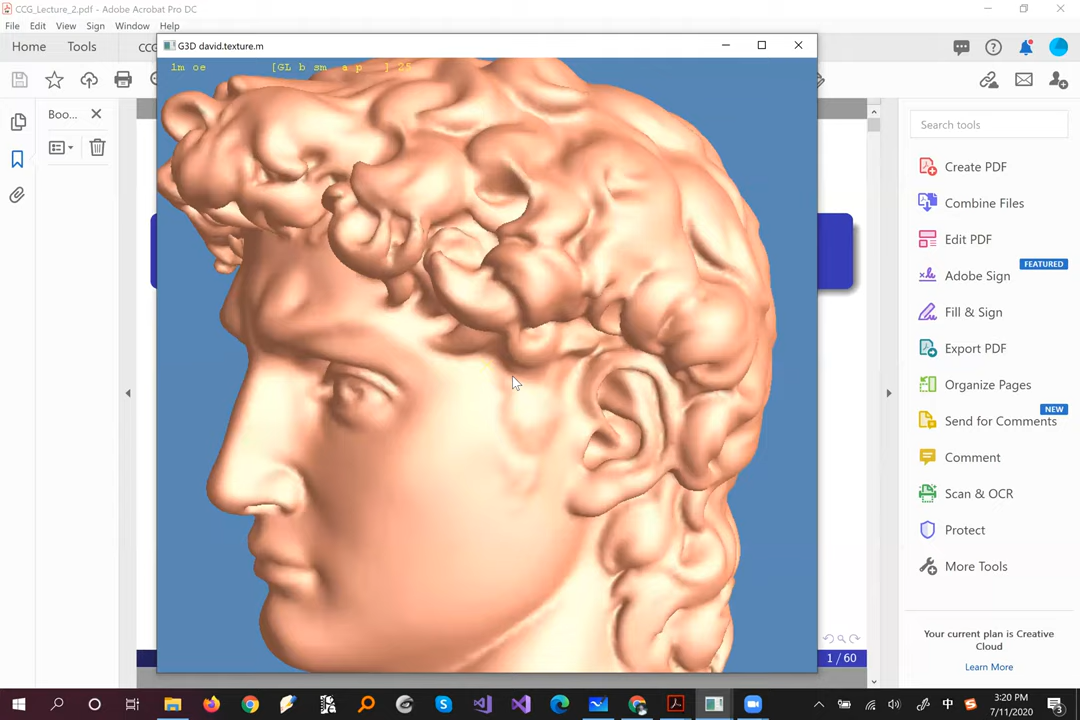 CCG_Lecture_2.pdf - Adobe Acrobat Pro DC
File Edit View Sign Window Help
Home Tools CCG
G3D david.texture.m
Boo...
Search tools
Create PDF
Combine Files
Edit PDF
FEATURED
Adobe Sign
Fill & Sign
Export PDF
Organize Pages
NEW
Send for Comments
Comment
Scan & OCR
Protect
More Tools
Your current plan is Creative
Cloud
Learn More
1 / 60
3:20 PM
中
7/11/2020
3